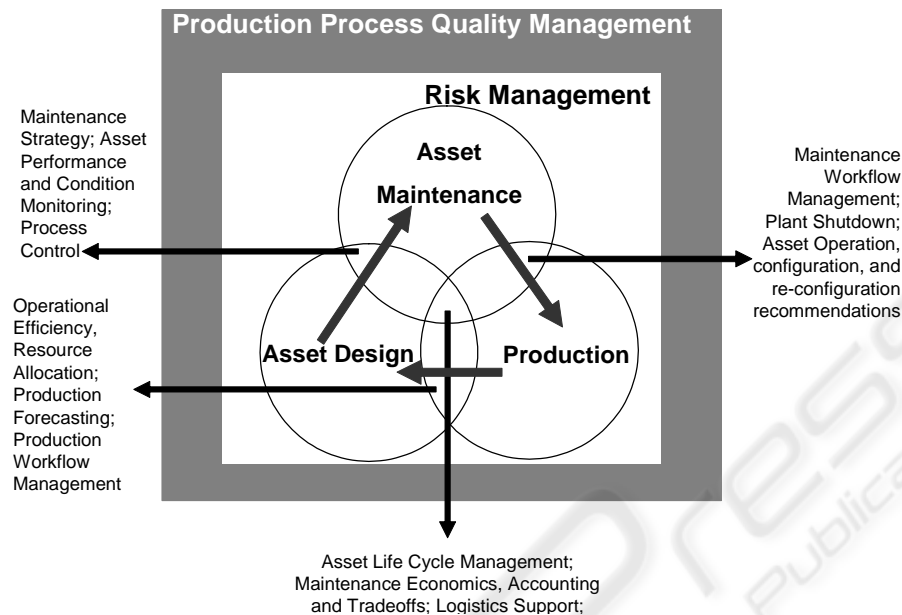 Production Process Quality Management
Risk Management
Maintenance
Strategy; Asset
Performance
and Condition
Monitoring;
Process
Control
Asset
Maintenance
Maintenance
Workflow
Management;
Plant Shutdown;
Asset Operation,
configuration, and
re-configuration
recommendations
Operational
Efficiency,
Resource
Allocation;
Production
Forecasting;
Production
Workflow
Management
Asset Design
Production
Asset Life Cycle Management;
Maintenance Economics, Accounting
and Tradeoffs; Logistics Support;